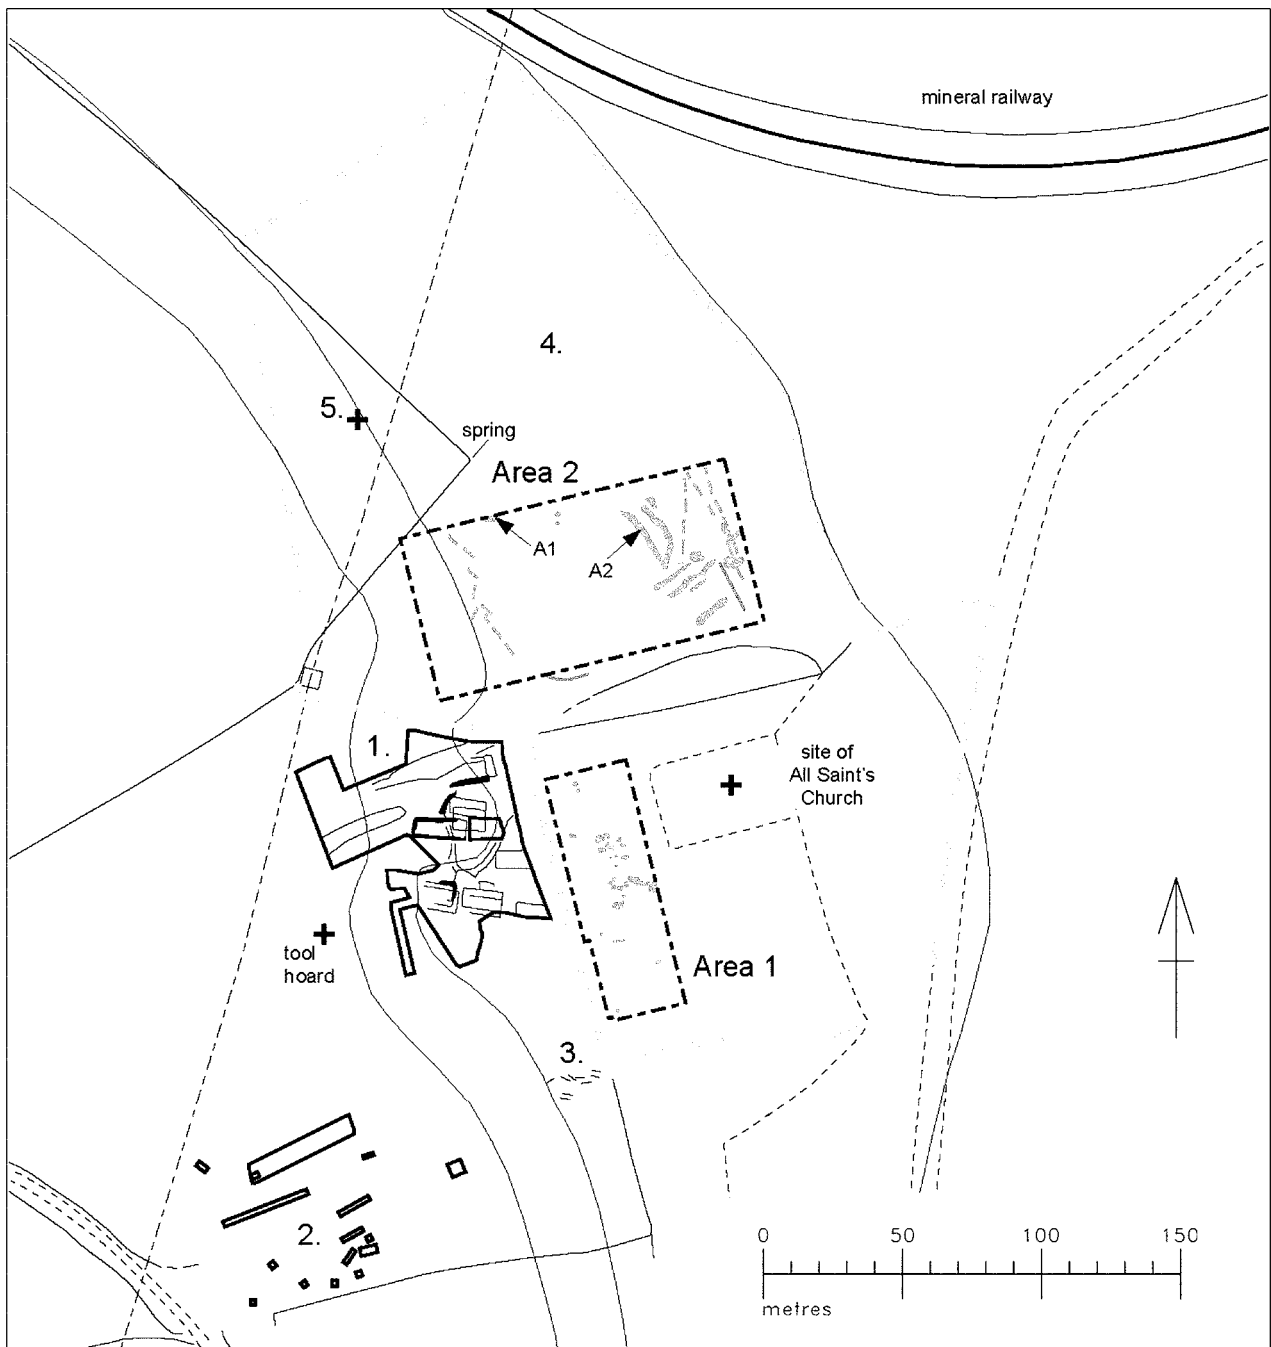 mineral railway
4.
5.
spring
Area 2
A1
A2
1.
site of
All Saint's
Church
tool
hoard
Area 1
3.
2.
0 50 100 150
metres